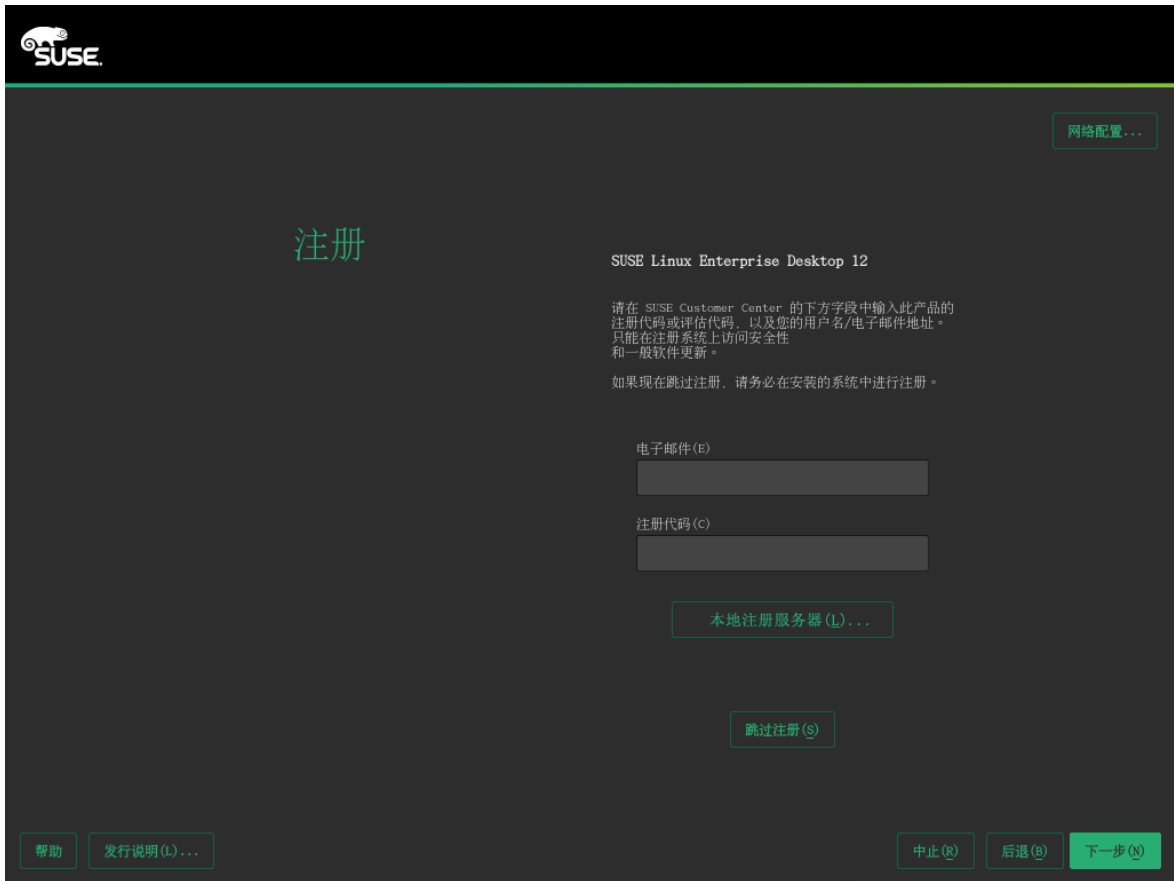 SUSE.
网络配置...
注册
SUSE Linux Enterprise Desktop 12
请在 SUSE Customer Center 的下方字段中输入此产品的
注册代码或评估代码，以及您的用户名/电子邮件地址。
只能在注册系统上访问安全性
和一般软件更新。
如果现在跳过注册，请务必在安装的系统中进行注册。
电子邮件(E)
注册代码(C)
本地注册服务器(L)...
跳过注册(S)
帮助
发行说明(L)...
中止(R)
后退(B)
下一步(N)